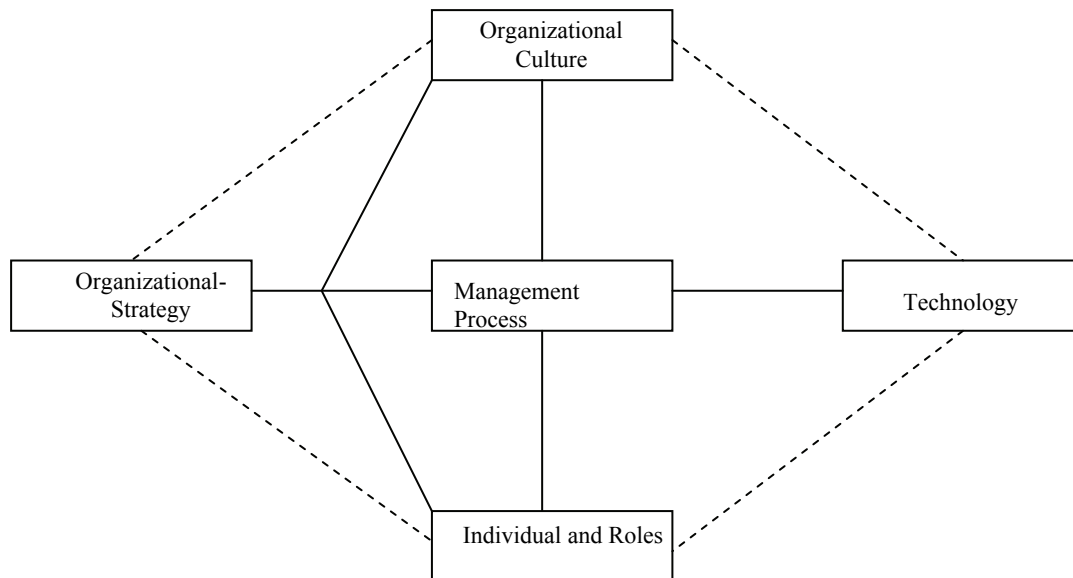 Organizational
Culture
Organizational-
Strategy
Management
Process
Technology
Individual and Roles